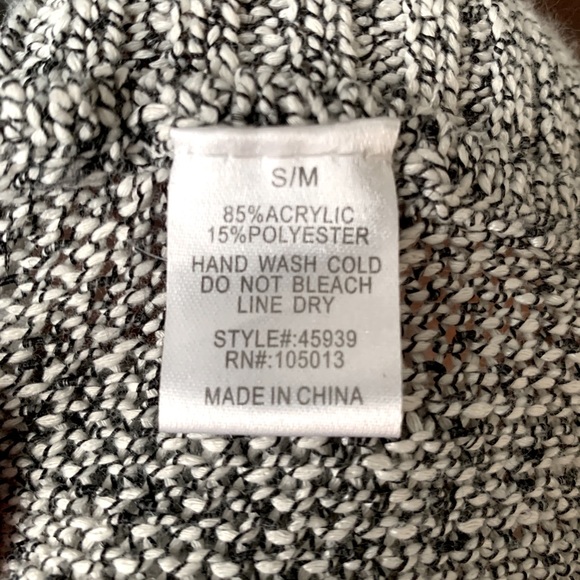 S/M
85%ACRYLIC
15%POLYESTER
HAND WASH COLD
DO NOT BLEACH
LINE DRY
STYLE#:45939
RN#:105013
MADE IN CHINA